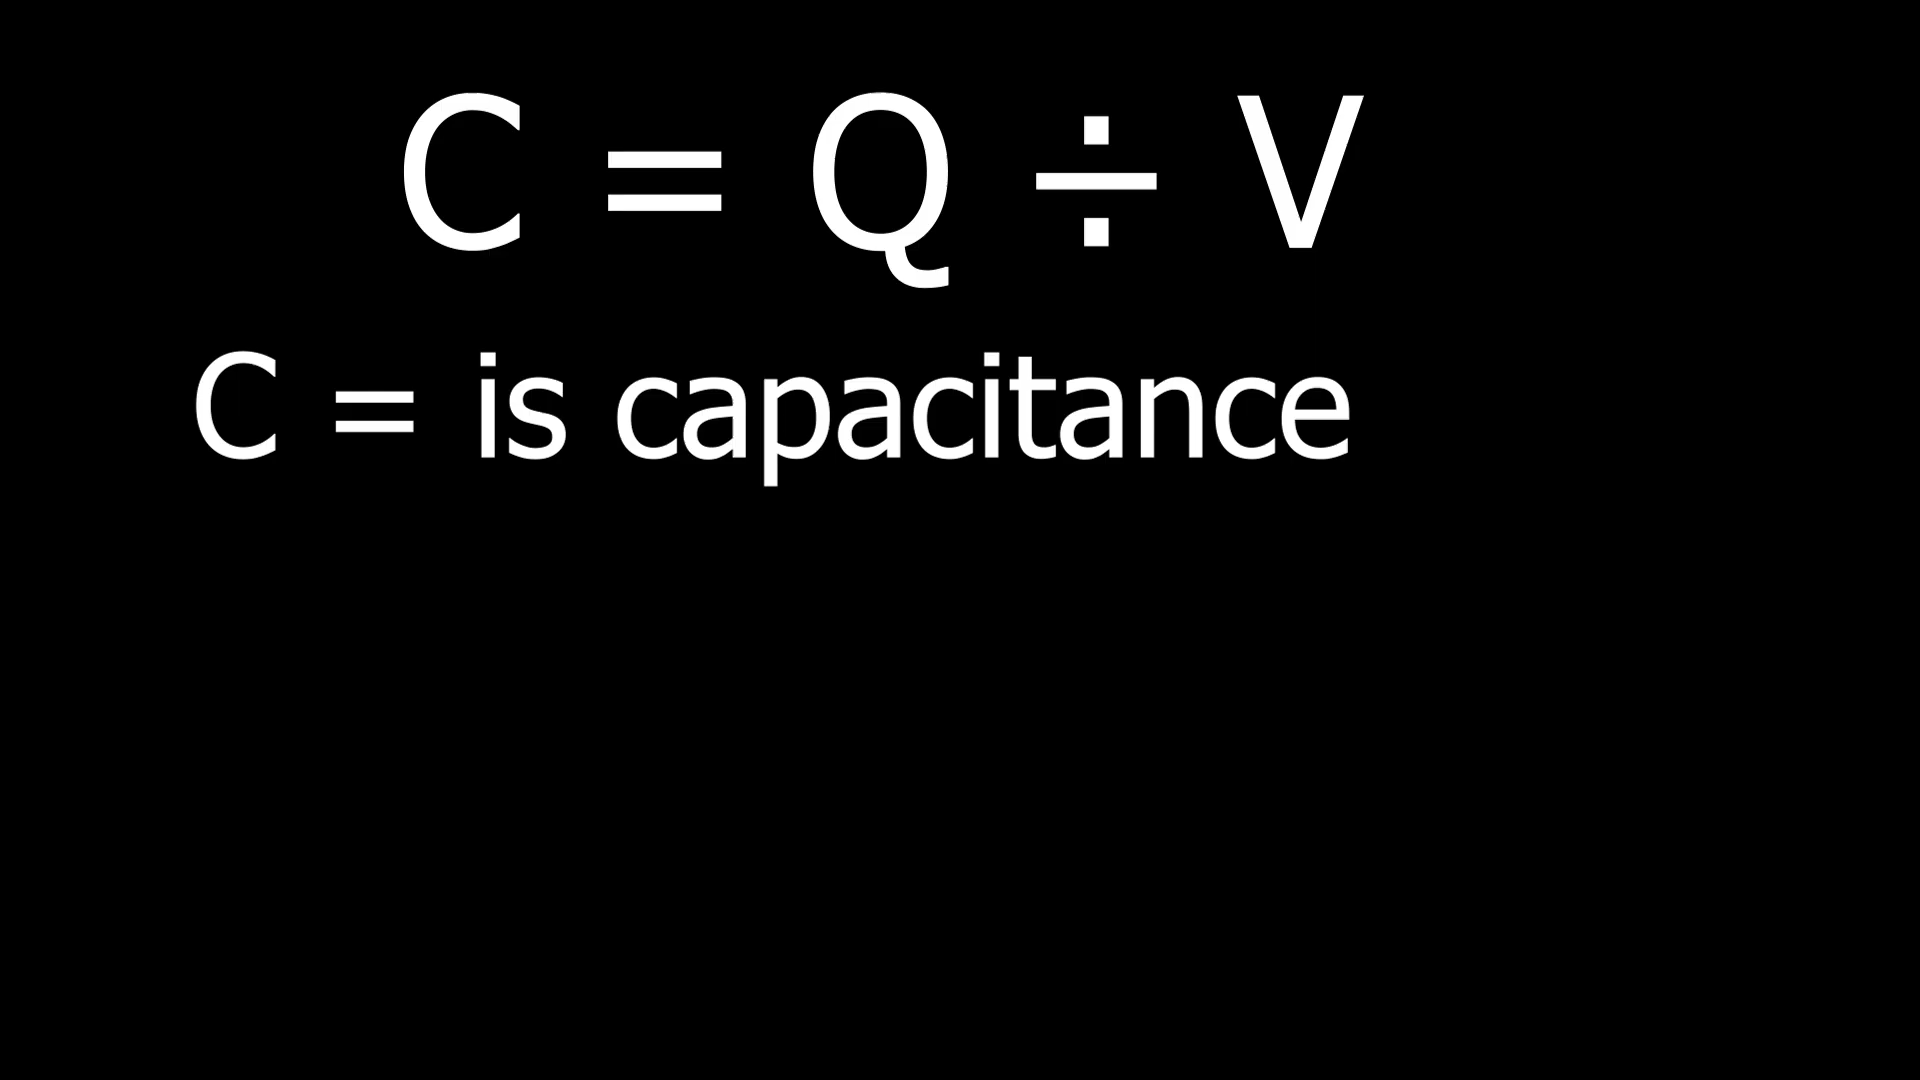 C = Q ÷ V
C = is capacitance